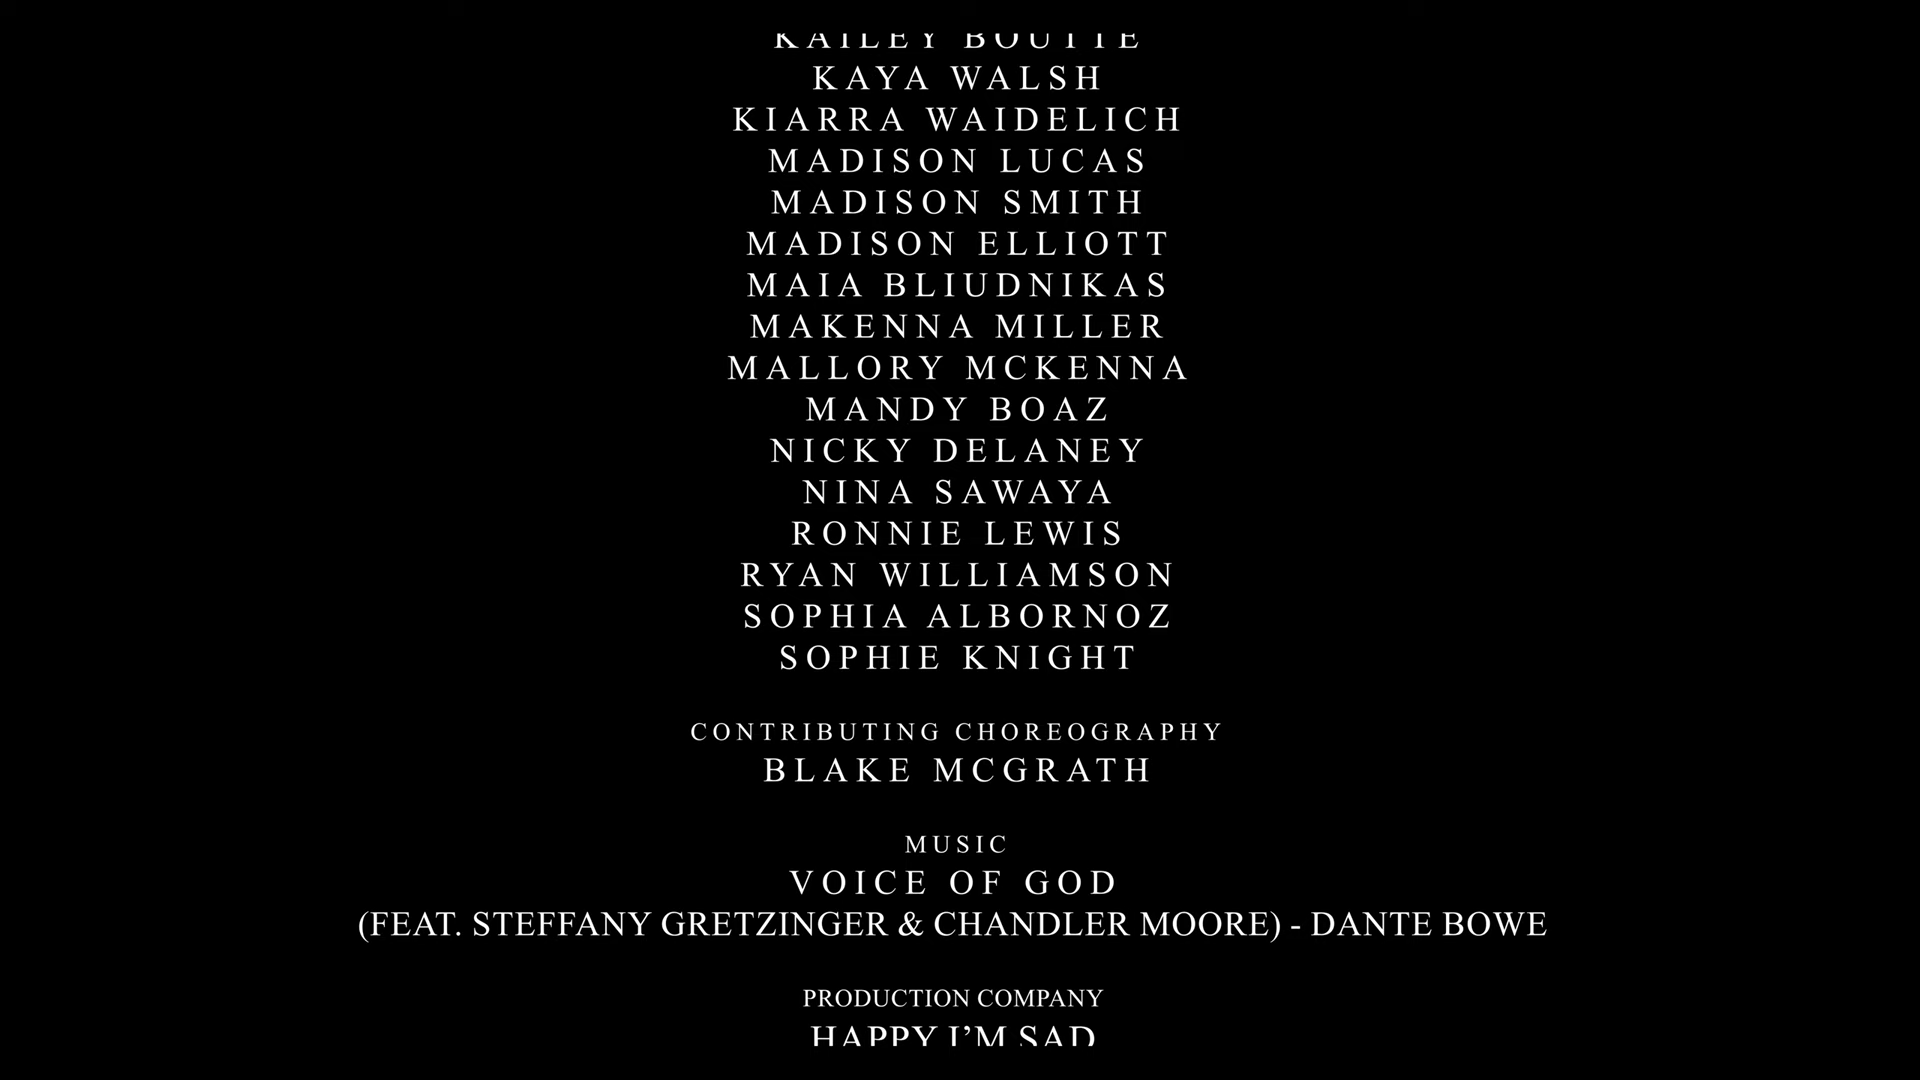 KAILEY BOUTTE
KAYA WALSH
KIARRA WAIDELICH
MADISON LUCAS
MADISON SMITH
MADISON ELLIOTT
MAIA BLIUDNIKAS
MAKENNA MILLER
MALLORY MCKENNA
MANDY BOAZ
NICKY DELANEY
NINA SAWAYA
RONNIE LEWIS
RYAN WILLIAMSON
SOPHIA ALBORNOZ
SOPHIE KNIGHT
CONTRIBUTING CHOREOGRAPHY
BLAKE MCGRATH
MUSIC
VOICE OF GOD
(FEAT. STEFFANY GRETZINGER & CHANDLER MOORE) - DANTE BOWE
PRODUCTION COMPANY
HAPPY I'M SAD